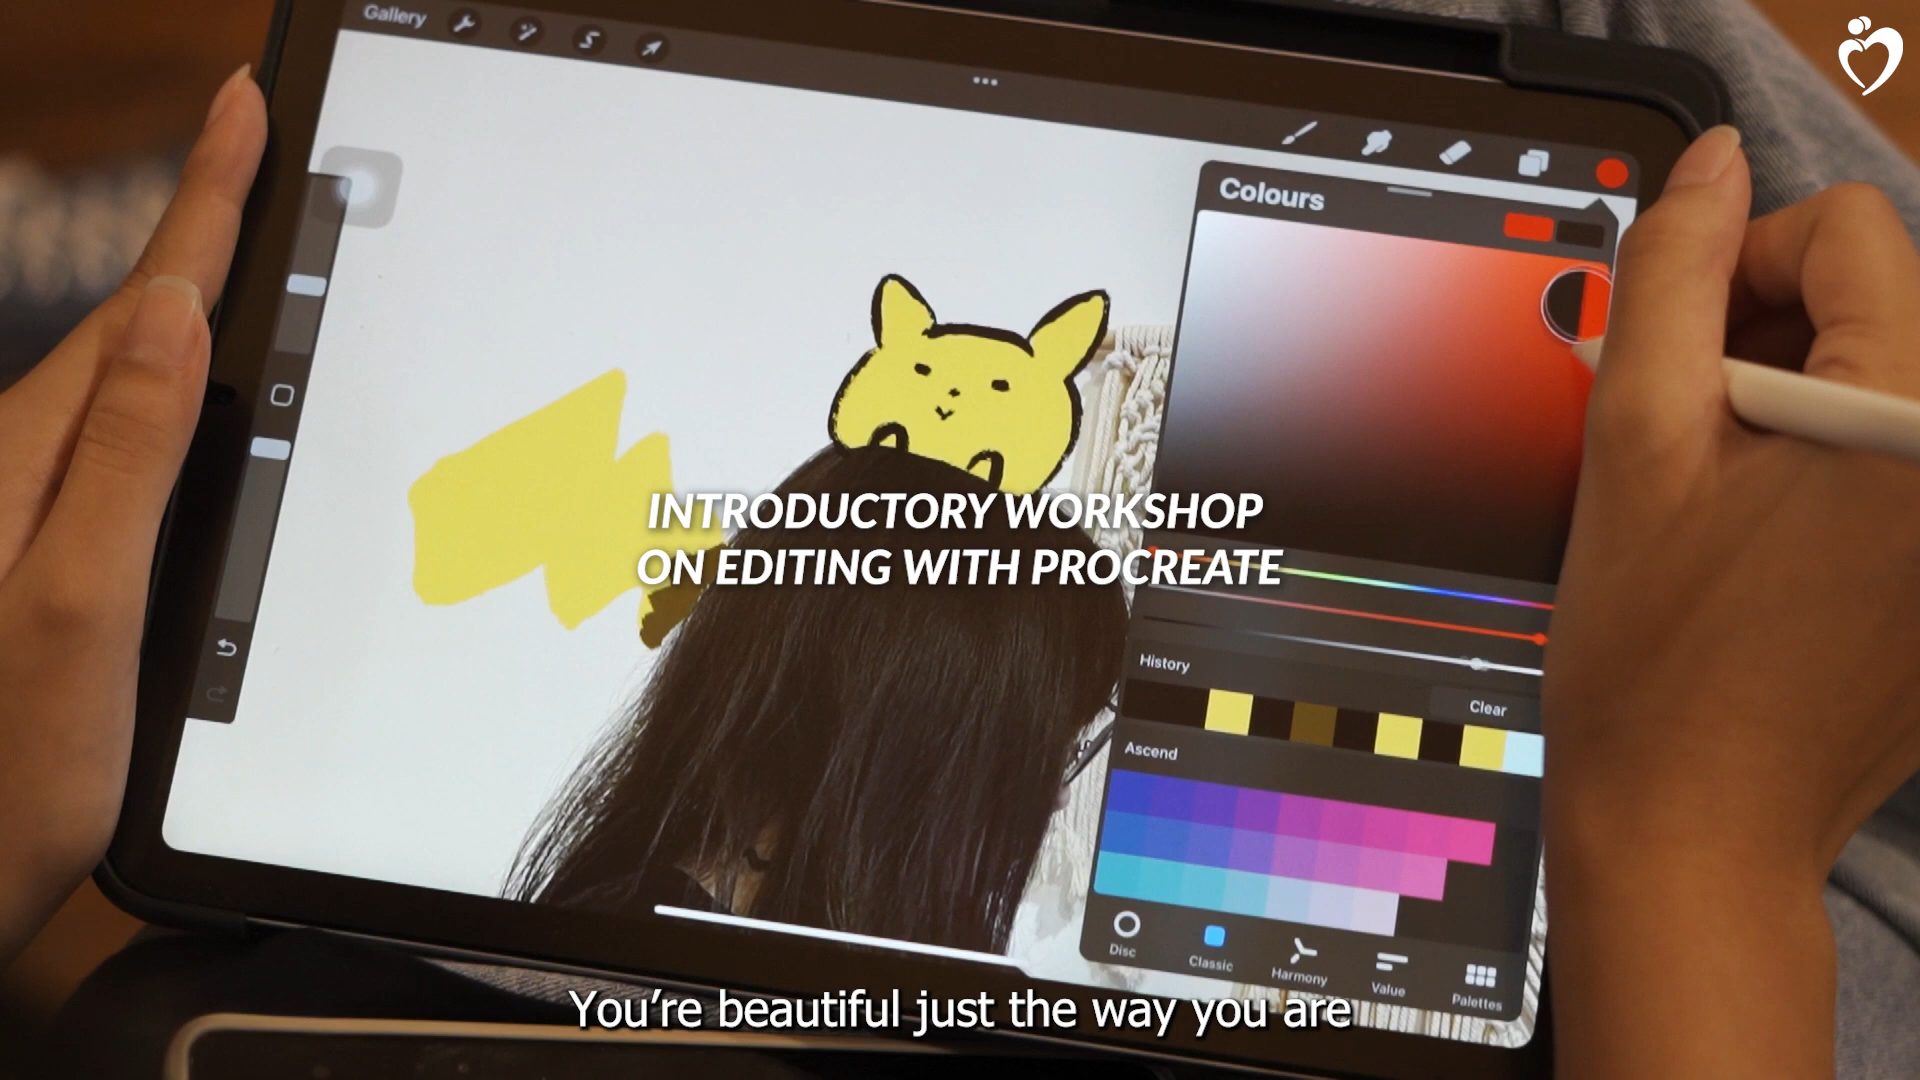 Gallery
Colours
INTRODUCTORY WORKSHOP
ON EDITING WITH PROCREATE
History
Clear
Ascend
Disc
Classic
Harmony
Value
Palettes
You're beautiful just the way you are